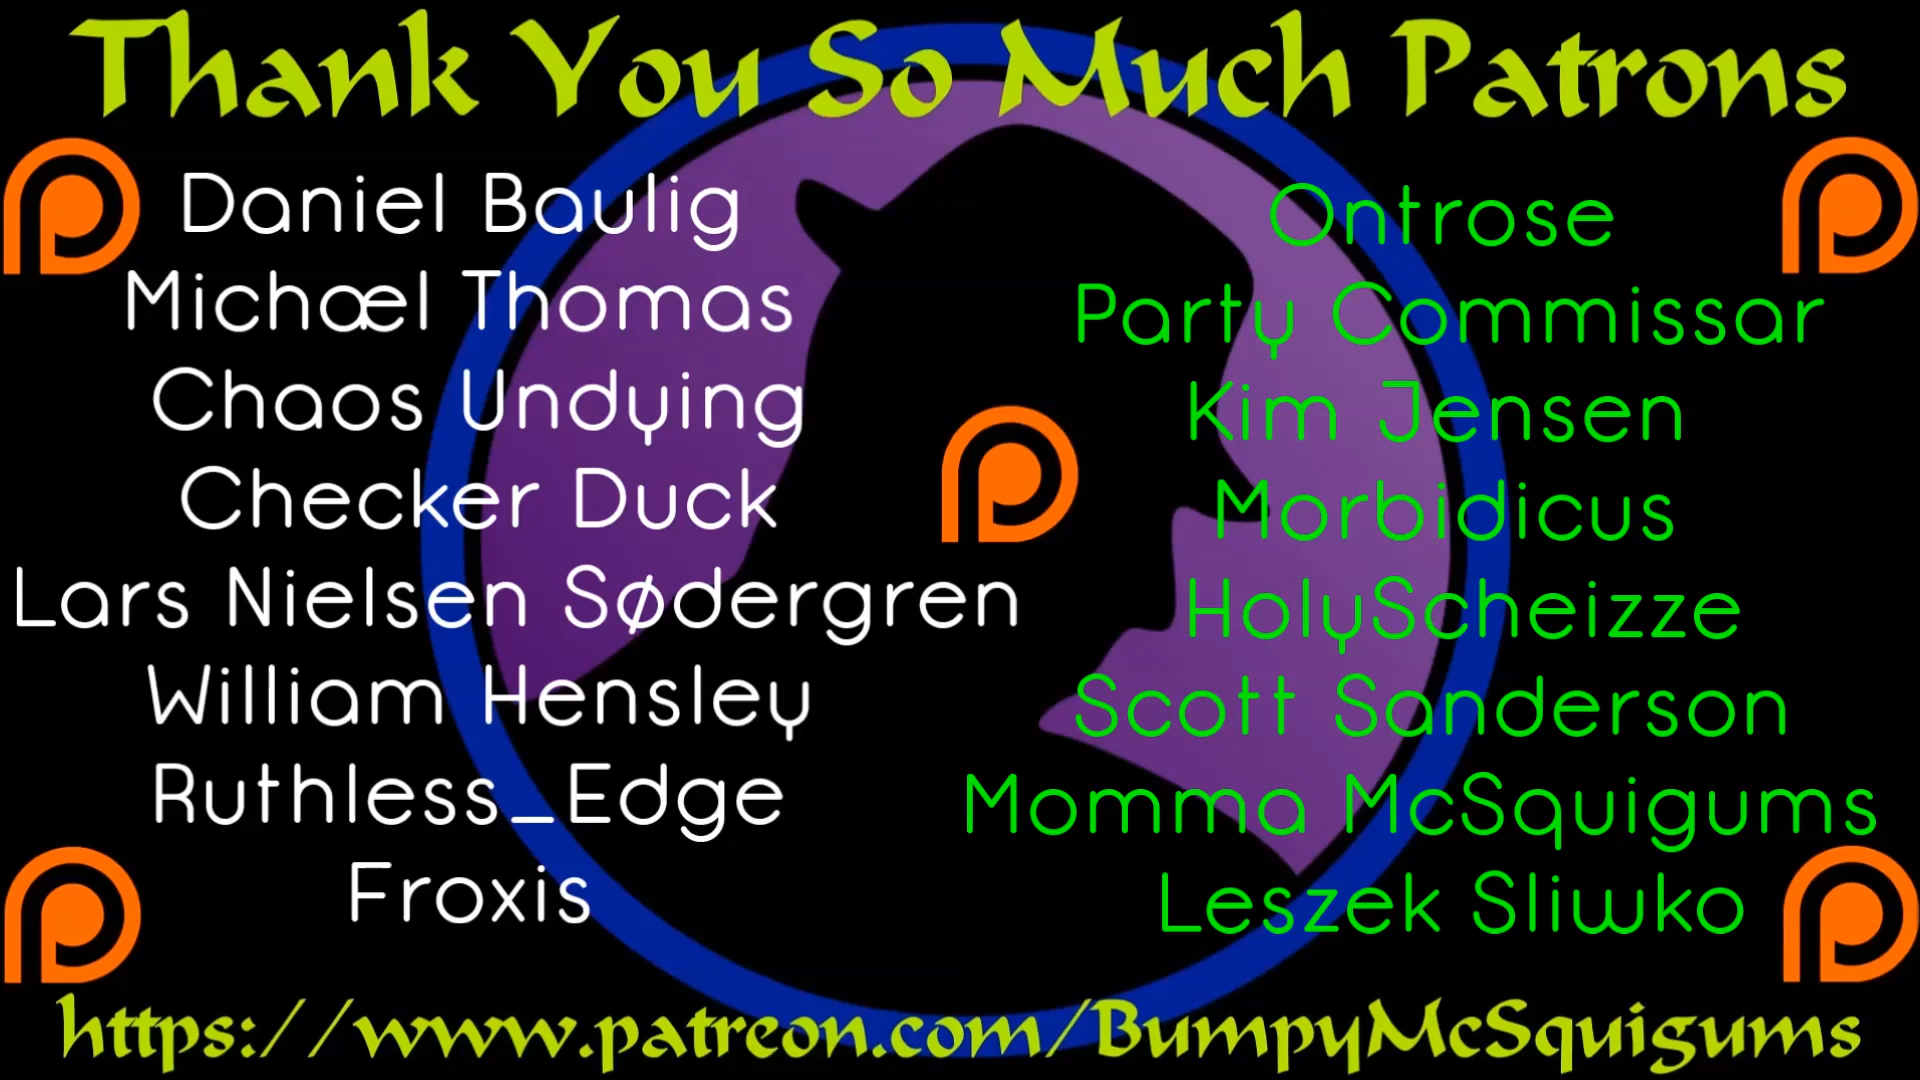 Thank You So Much Patrons
Daniel Baulig
Michæl Thomas
Chaos Undying
Checker Duck
Lars Nielsen Sødergren
William Hensley
Ruthless_Edge
Froxis
Ontrose
Party Commissar
Kim Jensen
Morbidicus
HolyScheizze
Scott Sanderson
Momma McSquigums
Leszek Sliwko
https://www.patreon.com/BumpyMcSquigums